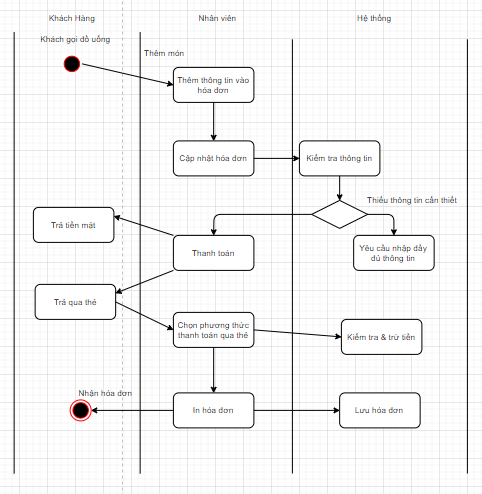 Khách Hàng
Nhân viên
Hệ thống
Khách gọi đồ uống
Thêm món
Thêm thông tin vào
hóa đơn
Cập nhật hóa đơn
Kiểm tra thông tin
Thiếu thông tin cần thiết
Trả tiền mặt
Thanh toán
Yêu cầu nhập đầy
đủ thông tin
Trả qua thẻ
Chọn phương thức
thanh toán qua thẻ
Kiểm tra & trừ tiền
Nhận hóa đơn
In hóa đơn
Lưu hóa đơn